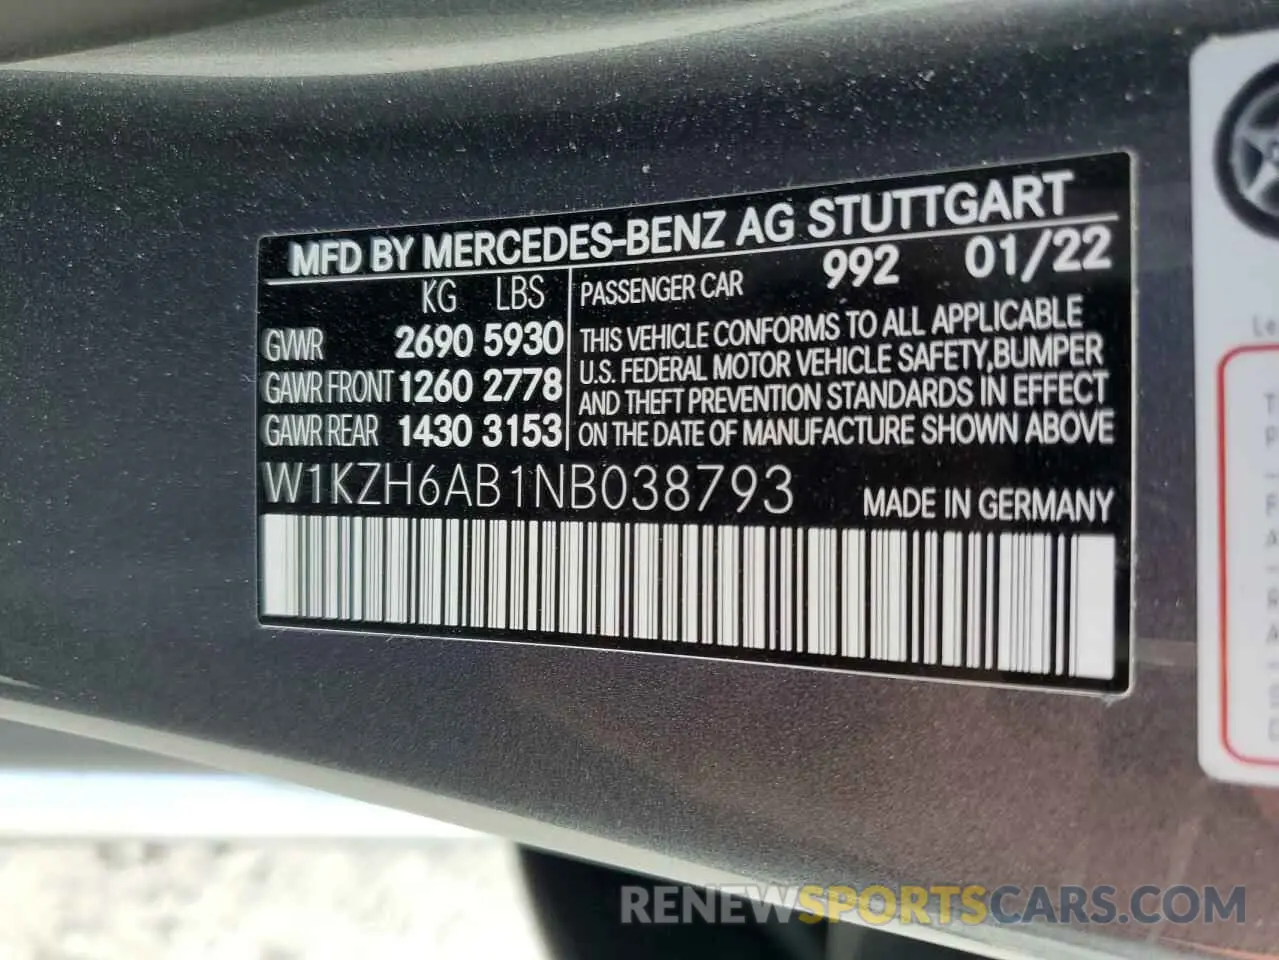 MFD BY MERCEDES-BENZ AG STUTTGART
KG LBS
GVWR 2690 5930
GAWR FRONT 1260 2778
GAWR REAR 1430 3153
PASSENGER CAR 992 01/22
THIS VEHICLE CONFORMS TO ALL APPLICABLE
U.S. FEDERAL MOTOR VEHICLE SAFETY, BUMPER
AND THEFT PREVENTION STANDARDS IN EFFECT
ON THE DATE OF MANUFACTURE SHOWN ABOVE
W1KZH6AB1NB038793 MADE IN GERMANY
RENEWSPORTSCARS.COM